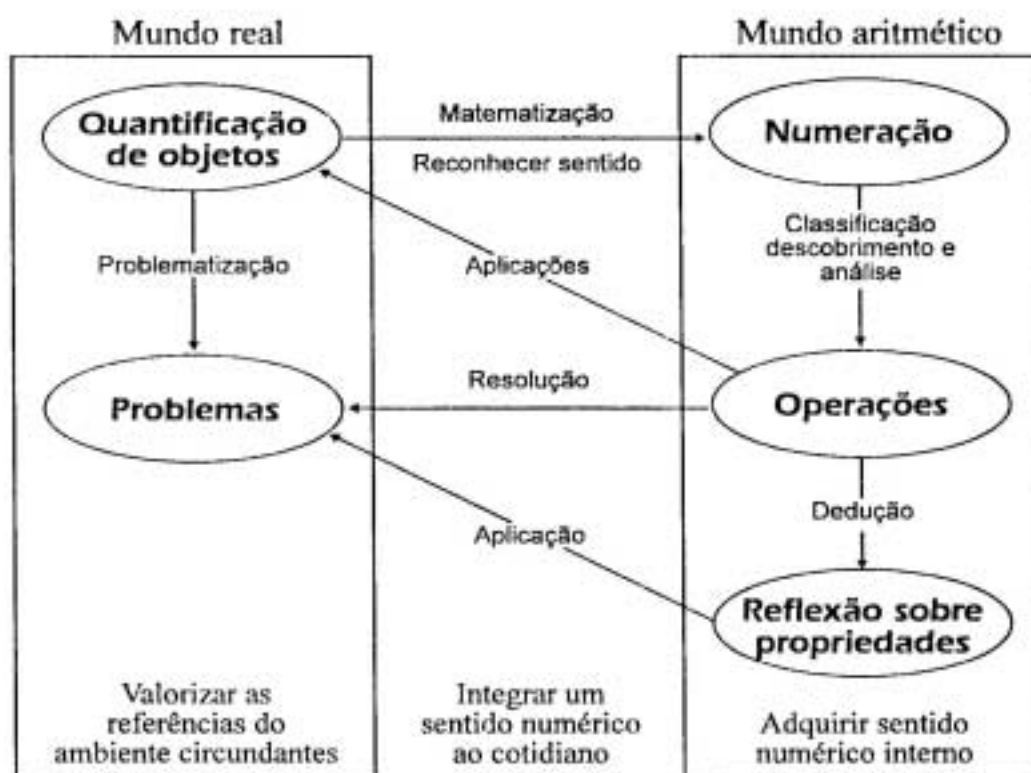 Mundo real
Mundo aritmético
Quantificação
de objetos
Matematização
Reconhecer sentido
Numeração
Problematização
Aplicações
Classificação
descobrimento e
análise
Problemas
Resolução
Operações
Aplicação
Dedução
Reflexão sobre
propriedades
Valorizar as
referências do
ambiente circundantes
Integrar um
sentido numérico
ao cotidiano
Adquirir sentido
numérico interno